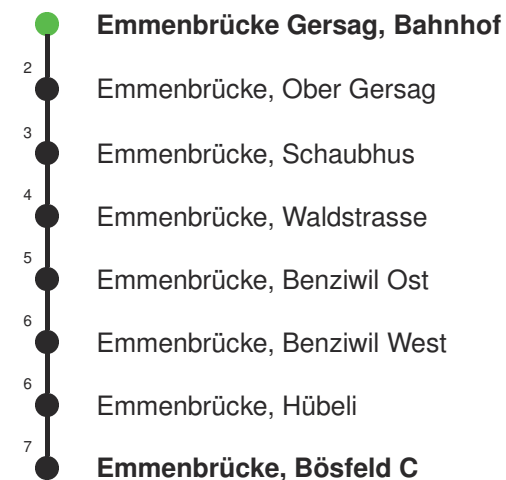 Emmenbrücke Gersag, Bahnhof
2
Emmenbrücke, Ober Gersag
3
Emmenbrücke, Schaubhus
4
Emmenbrücke, Waldstrasse
5
Emmenbrücke, Benziwil Ost
6
Emmenbrücke, Benziwil West
6
Emmenbrücke, Hübeli
7
Emmenbrücke, Bösfeld C